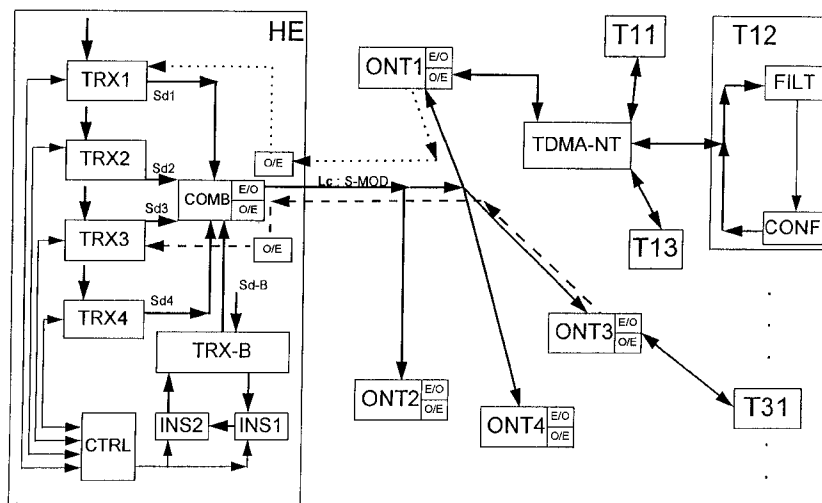 HE
TRX1
Sd1
TRX2
Sd2
TRX3
Sd3
TRX4
Sd4
COMB
E/O
O/E
O/E
O/E
Lc : S-MOD
Sd-B
TRX-B
INS2
INS1
CTRL
ONT1
E/O
O/E
ONT2
E/O
O/E
ONT3
E/O
O/E
ONT4
E/O
O/E
TDMA-NT
T11
T12
FILT
CONF
T13
T31